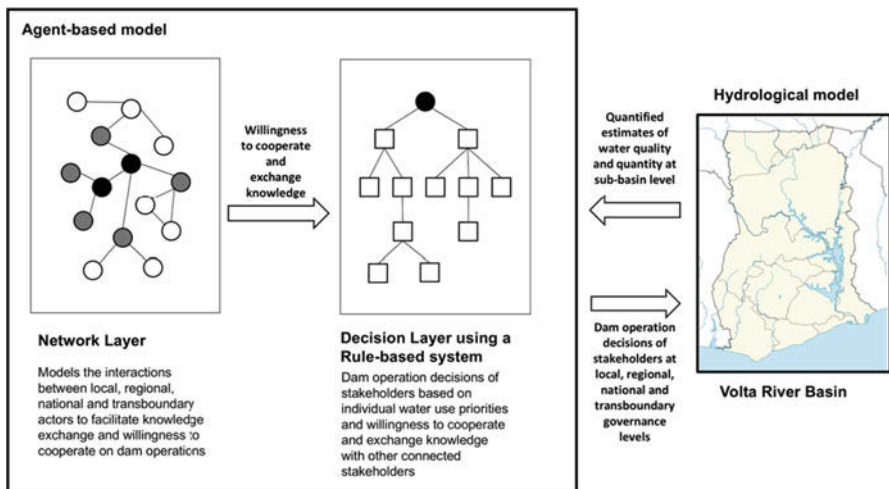 Agent-based model
Willingness
to cooperate
and
exchange
knowledge
Network Layer
Models the interactions
between local, regional,
national and transboundary
actors to facilitate knowledge
exchange and willingness to
cooperate on dam operations
Decision Layer using a
Rule-based system
Dam operation decisions of
stakeholders based on
individual water use priorities
and willingness to cooperate
and exchange knowledge
with other connected
stakeholders
Quantified
estimates of
water quality
and quantity at
sub-basin level
Dam operation
decisions of
stakeholders at
local, regional,
national and
transboundary
governance
levels
Hydrological model
Volta River Basin